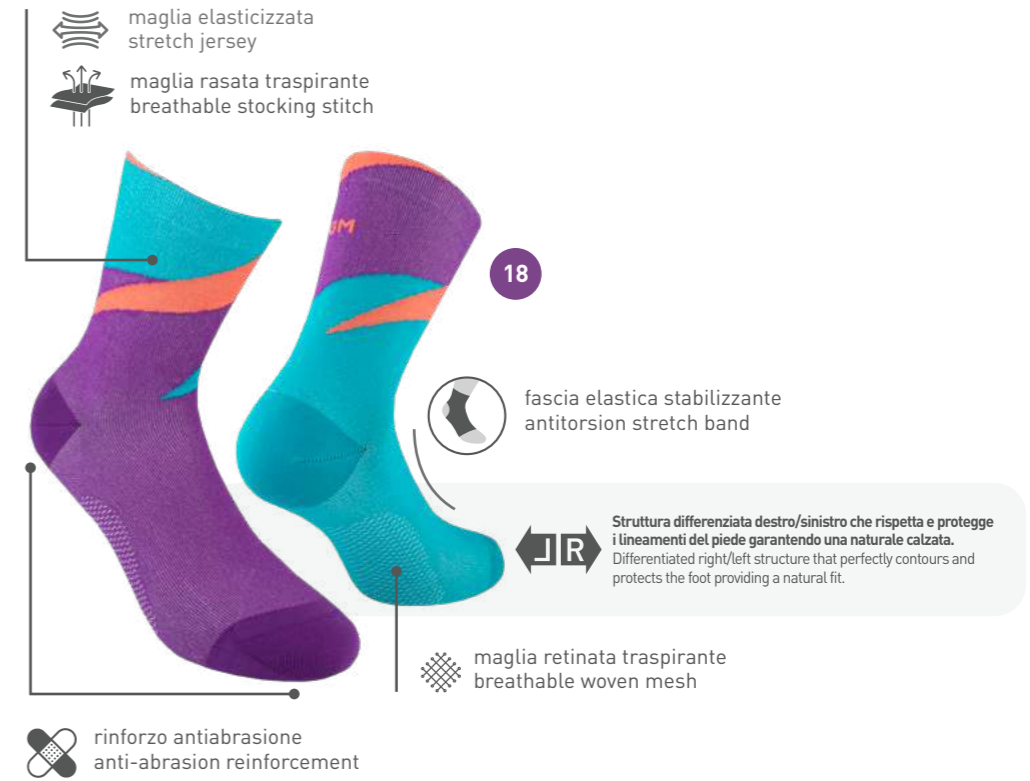 maglia elasticizzata
stretch jersey
maglia rasata traspirante
breathable stocking stitch
18
fascia elastica stabilizzante
antitorsion stretch band
L R
Struttura differenziata destro/sinistro che rispetta e protegge
i lineamenti del piede garantendo una naturale calzata.
Differentiated right/left structure that perfectly contours and
protects the foot providing a natural fit.
maglia retinata traspirante
breathable woven mesh
rinforzo antiabrasione
anti-abrasion reinforcement